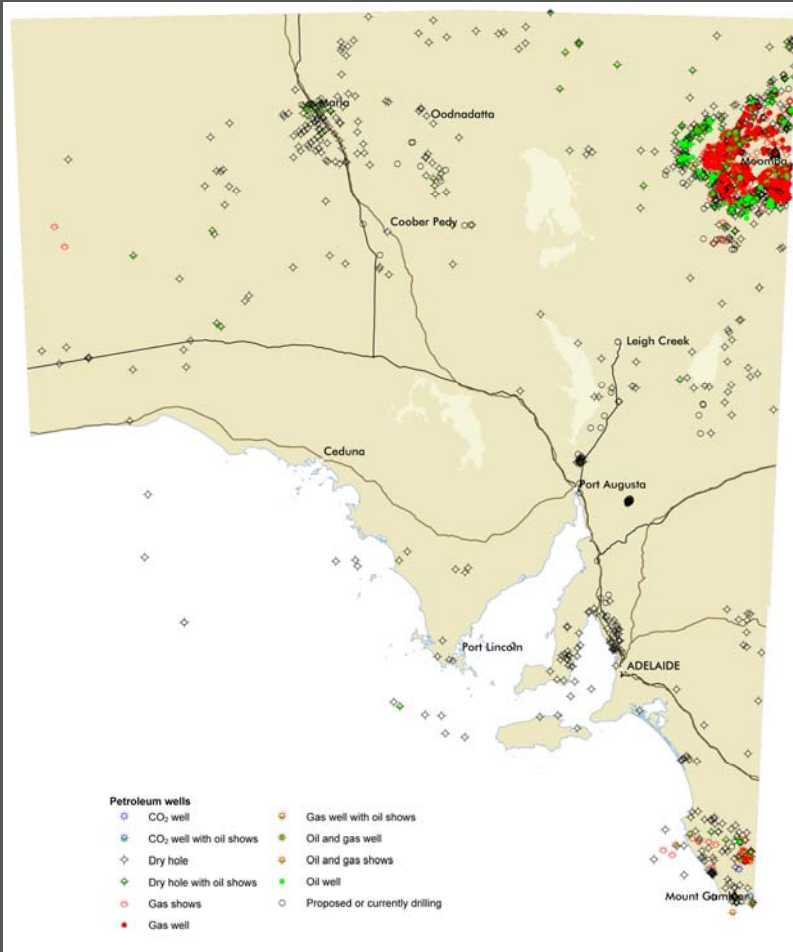 Marla
Oodnadatta
Moomba
Coober Pedy
Leigh Creek
Ceduna
Port Augusta
Port Lincoln
ADELAIDE
Mount Gambier
Petroleum wells
CO₂ well
CO₂ well with oil shows
Dry hole
Dry hole with oil shows
Gas shows
Gas well
Gas well with oil shows
Oil and gas well
Oil and gas shows
Oil well
Proposed or currently drilling